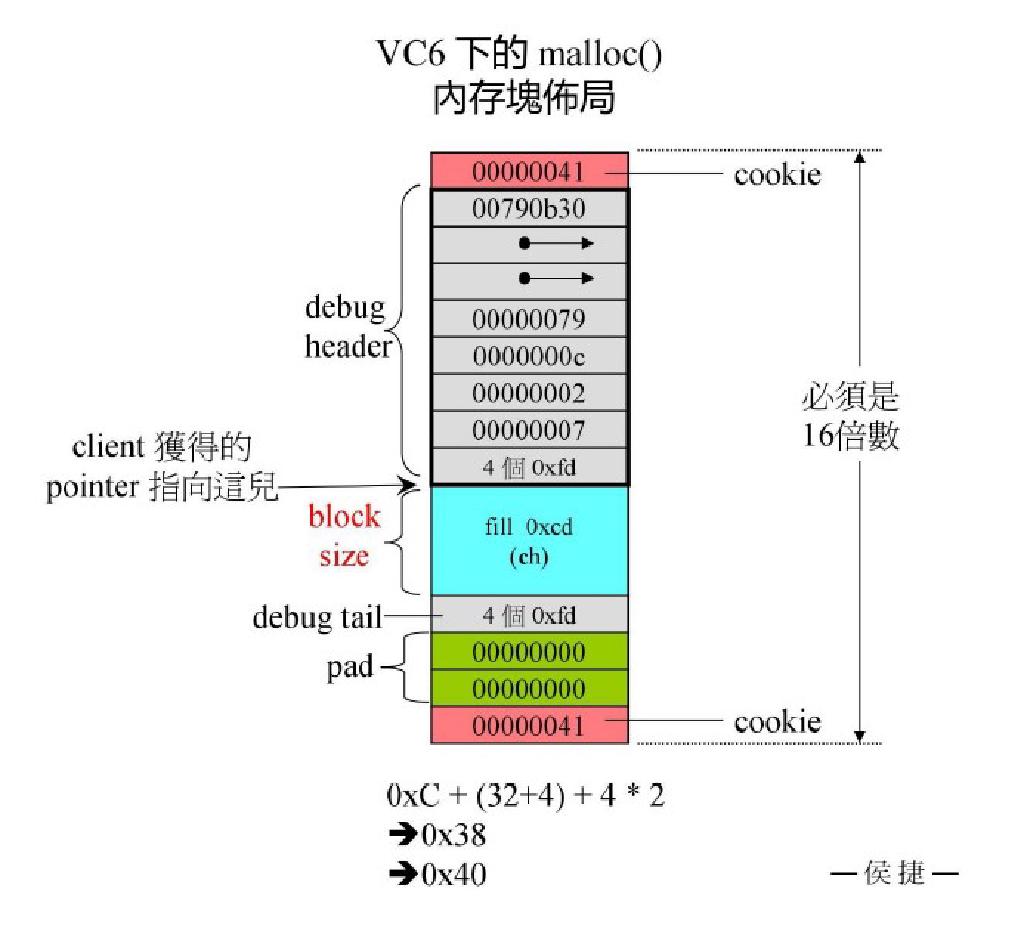 VC6 下的 malloc()
內存塊佈局
00000041
cookie
00790b30
debug
header
00000079
0000000c
00000002
00000007
4 個 0xfd
必須是
16倍數
client 獲得的
pointer 指向這兒
block
size
fill 0xcd
(ch)
debug tail
4 個 0xfd
pad
00000000
00000000
00000041
cookie
0xC + (32+4) + 4 * 2
➔0x38
➔0x40
—侯捷—